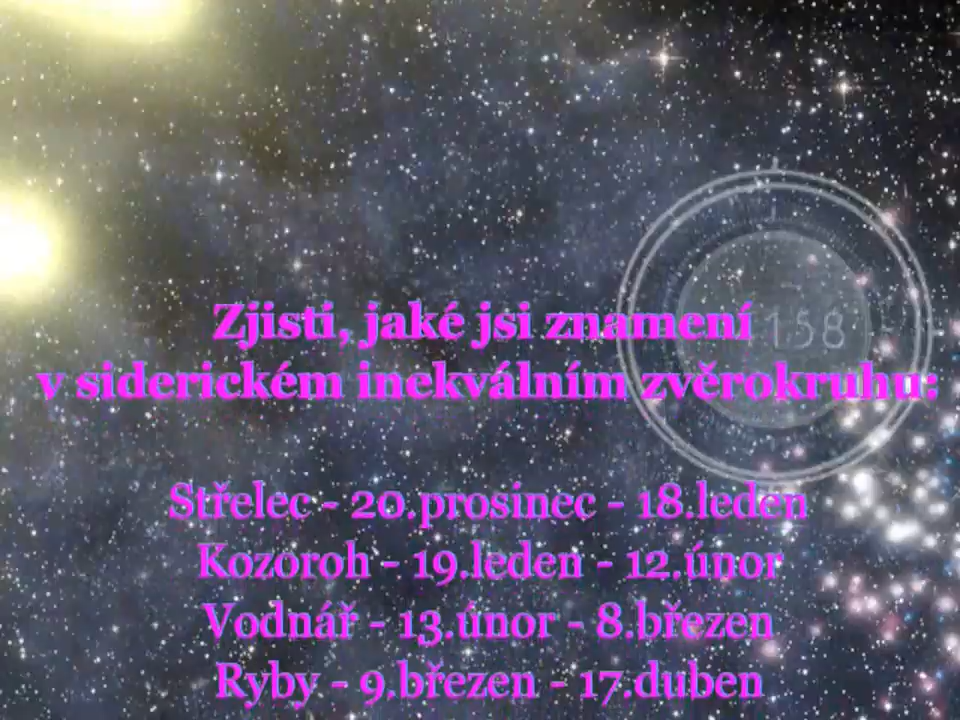 Zjisti, jaké jsi znamení
158
v siderickém inekválním zvěrokruhu:
Střelec - 20.prosinec - 18.leden
Kozoroh - 19.leden - 12.únor
Vodnář - 13.únor - 8.březen
Ryby - 9.březen - 17.duben